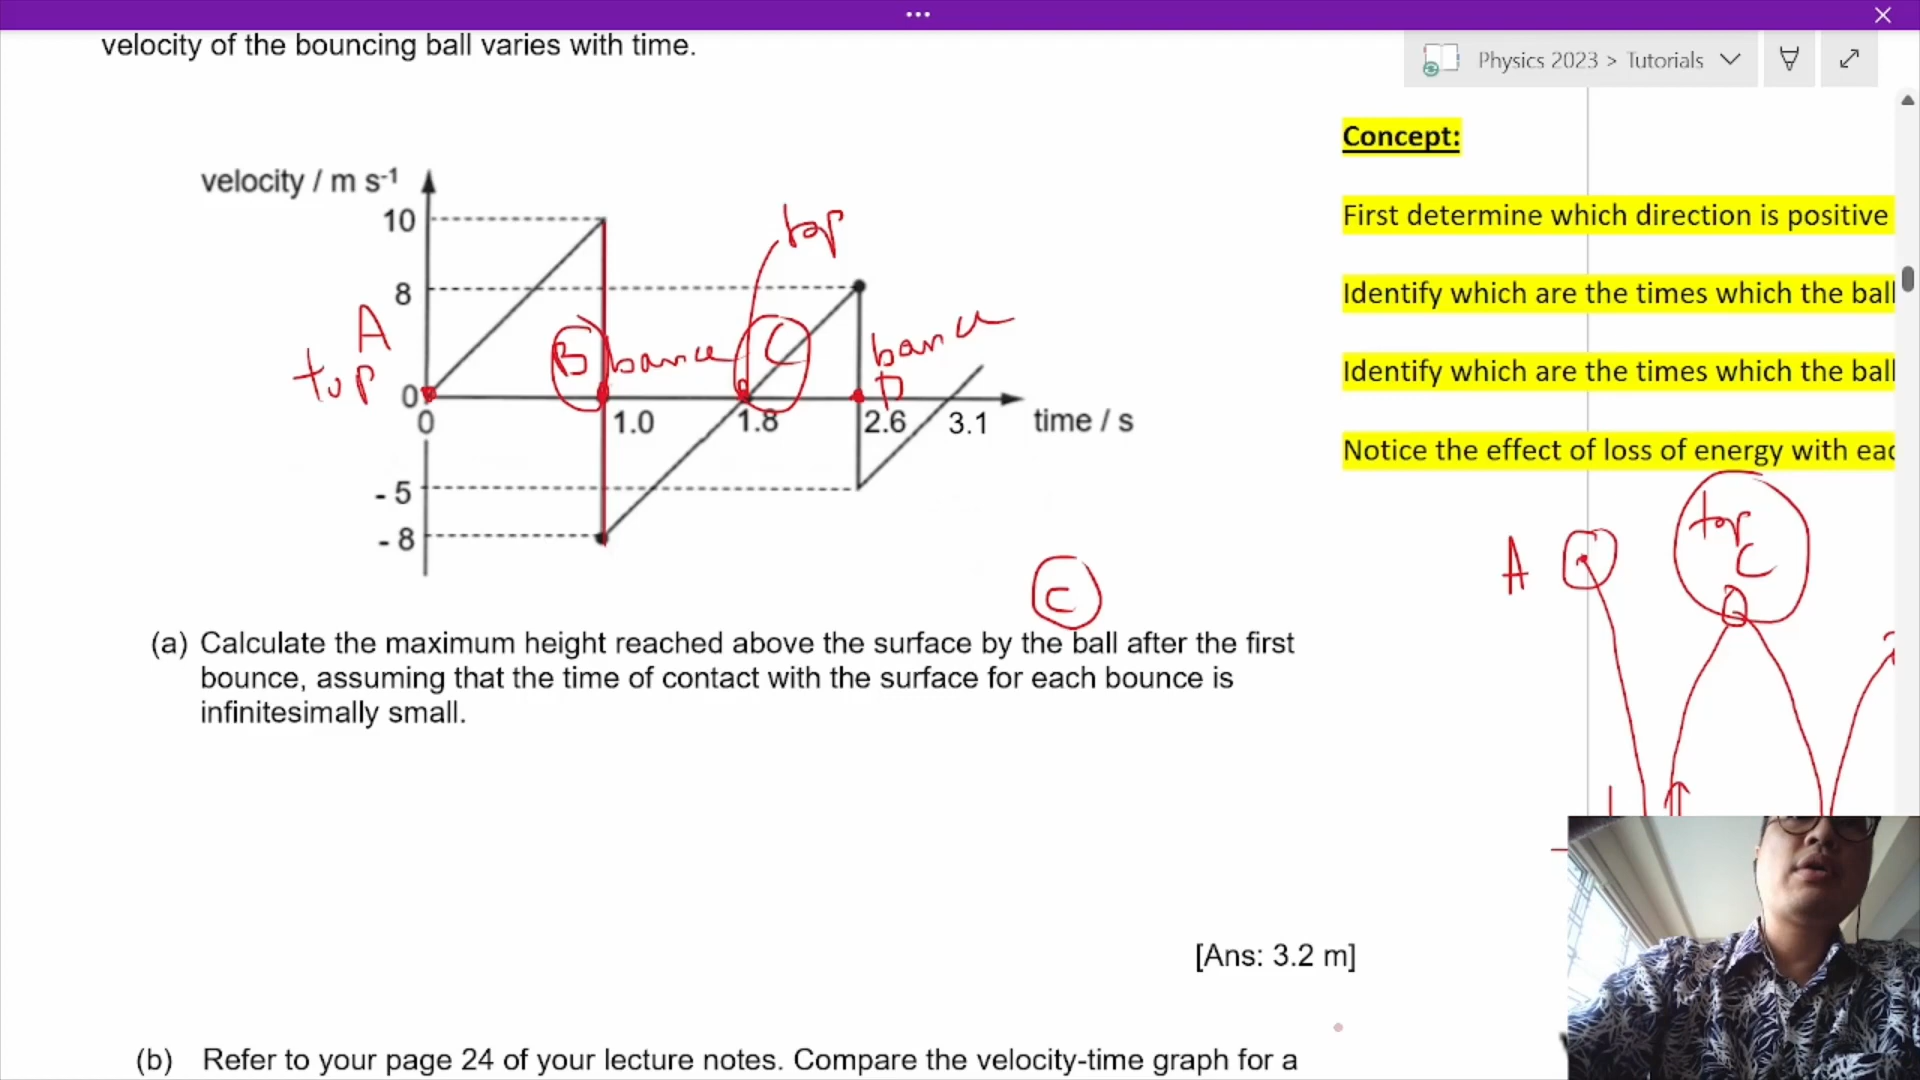 velocity of the bouncing ball varies with time.
Physics 2023 > Tutorials
Concept:
First determine which direction is positive
Identify which are the times which the ball
Identify which are the times which the ball
Notice the effect of loss of energy with eac
velocity / m s-1
10
8
0
- 5
- 8
0
1.0
1.8
2.6
3.1
time / s
A
top
B
bounce
top
C
bounce
D
C
A
top
C
(a) Calculate the maximum height reached above the surface by the ball after the first
bounce, assuming that the time of contact with the surface for each bounce is
infinitesimally small.
[Ans: 3.2 m]
(b) Refer to your page 24 of your lecture notes. Compare the velocity-time graph for a